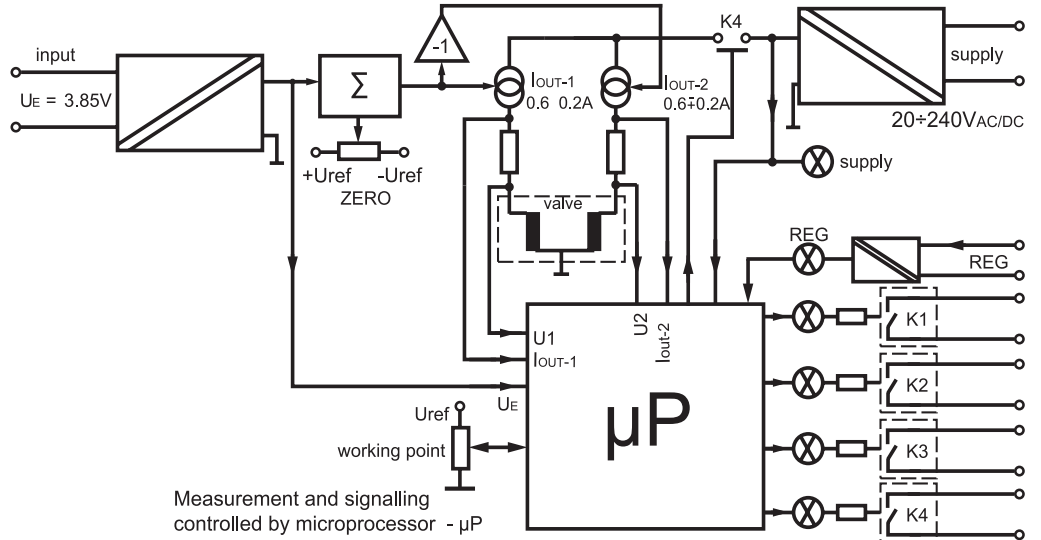 input
UE = 3.85V
Σ
+Uref -Uref
ZERO
-1
IOUT-1
0.6 0.2A
IOUT-2
0.6∓0.2A
K4
supply
20÷240VAC/DC
supply
valve
REG
REG
U1
IOUT-1
UE
U2
Iout-2
µP
K1
K2
K3
K4
Uref
working point
Measurement and signalling
controlled by microprocessor - µP